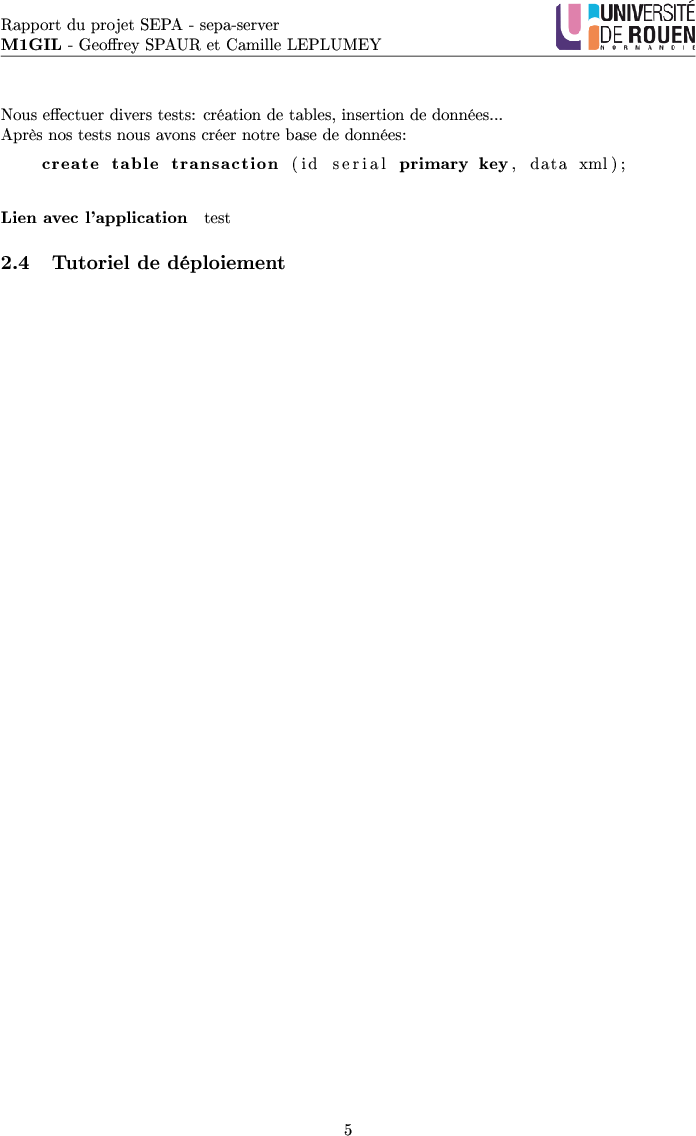 Rapport du projet SEPA - sepa-server
M1GIL - Geoffrey SPAUR et Camille LEPLUMEY
UNIVERSITÉ
DE ROUEN
NORMANDIE
Nous effectuer divers tests: création de tables, insertion de données...
Après nos tests nous avons créer notre base de données:
create table transaction (id serial primary key, data xml);
Lien avec l'application test
2.4 Tutoriel de déploiement
5